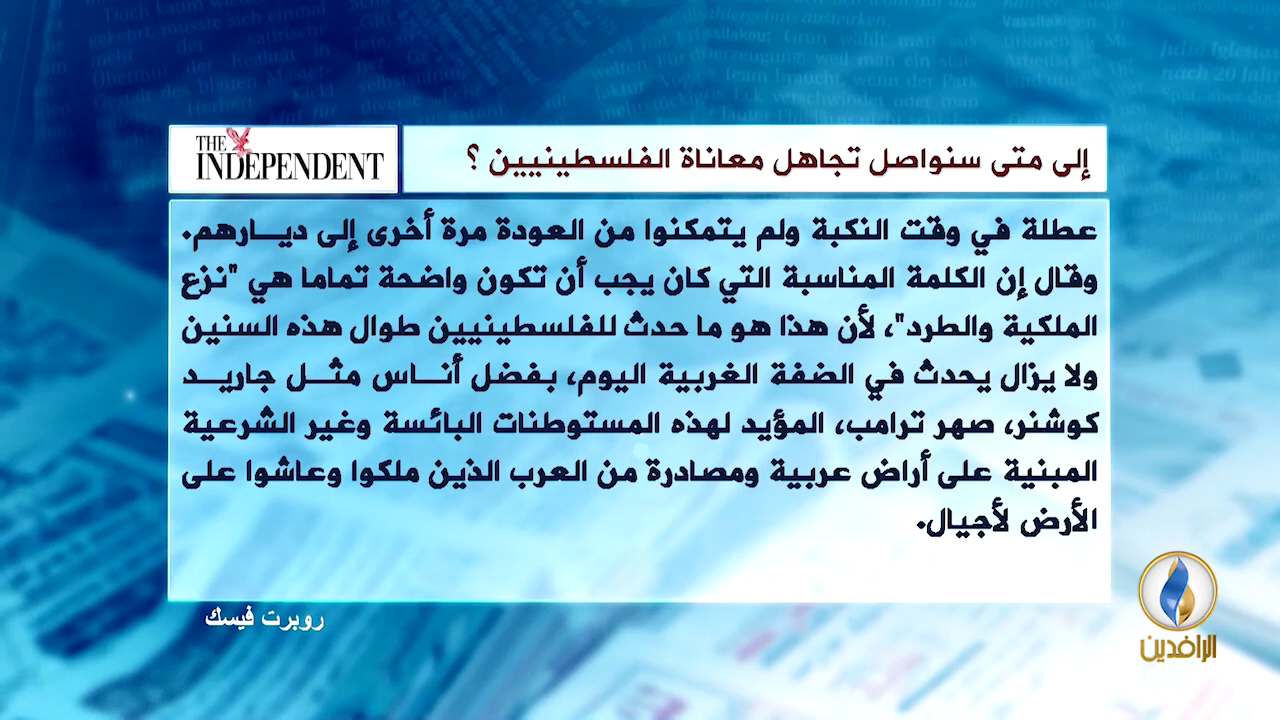 THE
INDEPENDENT
إلى متى سنواصل تجاهل معاناة الفلسطينيين ؟
عطلة في وقت النكبة ولم يتمكنوا من العودة مرة أخرى إلى ديـــارهم.
وقال إن الكلمة المناسبة التي كان يجب أن تكون واضحة تماما هي "نزع
الملكية والطرد"، لأن هذا هو ما حدث للفلسطينيين طوال هذه السنين
ولا يزال يحدث في الضفة الغربية اليوم، بفضل أنـــاس مثـــل جاريـــد
كوشنر، صهر ترامب، المؤيد لهذه المستوطنات البائسة وغير الشرعية
المبنية على أراض عربية ومصادرة من العرب الذين ملكوا وعاشوا على
الأرض لأجيال.
روبرت فيسك
الرافدين